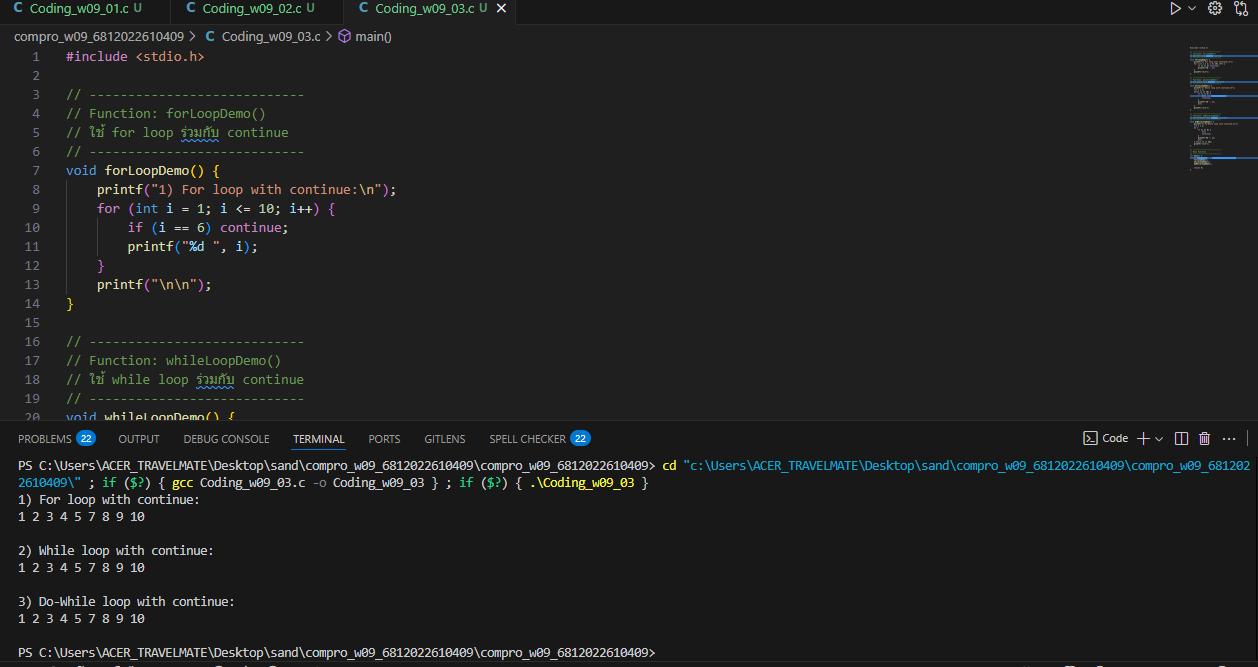 Coding_w09_01.c U
Coding_w09_02.c U
Coding_w09_03.c U
compro_w09_6812022610409 > C Coding_w09_03.c > main()
1 #include <stdio.h>
2
3 // ----------------------------
4 // Function: forLoopDemo()
5 // ใช้ for loop ร่วมกับ continue
6 // ----------------------------
7 void forLoopDemo() {
8 printf("1) For loop with continue:\n");
9 for (int i = 1; i <= 10; i++) {
10 if (i == 6) continue;
11 printf("%d ", i);
12 }
13 printf("\n\n");
14 }
15
16 // ----------------------------
17 // Function: whileLoopDemo()
18 // ใช้ while loop ร่วมกับ continue
19 // ----------------------------
20 void whileLoopDemo() {
PROBLEMS 22 OUTPUT DEBUG CONSOLE TERMINAL PORTS GITLENS SPELL CHECKER 22 Code
PS C:\Users\ACER_TRAVELMATE\Desktop\sand\compro_w09_6812022610409\compro_w09_6812022610409> cd "c:\Users\ACER_TRAVELMATE\Desktop\sand\compro_w09_6812022610409\compro_w09_681202
2610409\" ; if ($?) { gcc Coding_w09_03.c -o Coding_w09_03 } ; if ($?) { .\Coding_w09_03 }
1) For loop with continue:
1 2 3 4 5 7 8 9 10
2) While loop with continue:
1 2 3 4 5 7 8 9 10
3) Do-While loop with continue:
1 2 3 4 5 7 8 9 10
PS C:\Users\ACER_TRAVELMATE\Desktop\sand\compro_w09_6812022610409\compro_w09_6812022610409>